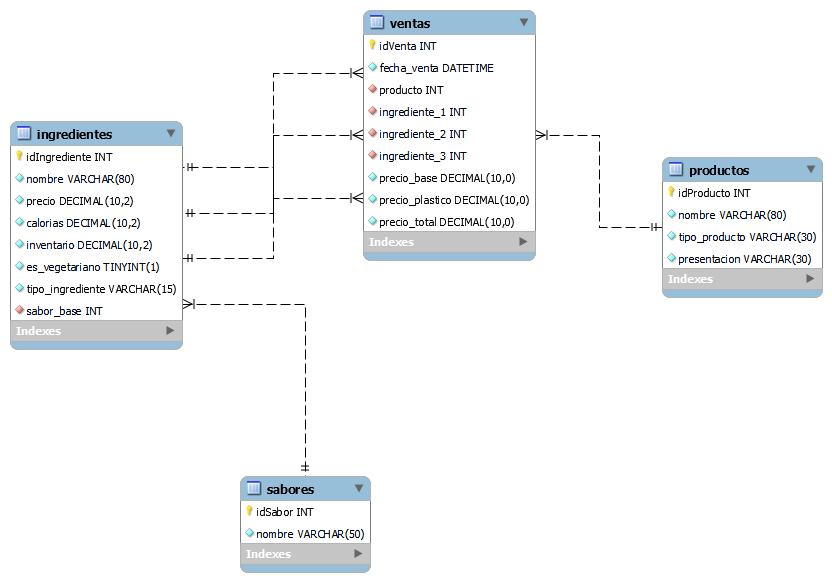 ventas
idVenta INT
fecha_venta DATETIME
producto INT
ingrediente_1 INT
ingrediente_2 INT
ingrediente_3 INT
precio_base DECIMAL(10,0)
precio_plastico DECIMAL(10,0)
precio_total DECIMAL(10,0)
Indexes
ingredientes
idIngrediente INT
nombre VARCHAR(80)
precio DECIMAL(10,2)
calorias DECIMAL(10,2)
inventario DECIMAL(10,2)
es_vegetariano TINYINT(1)
tipo_ingrediente VARCHAR(15)
sabor_base INT
Indexes
productos
idProducto INT
nombre VARCHAR(80)
tipo_producto VARCHAR(30)
presentacion VARCHAR(30)
Indexes
sabores
idSabor INT
nombre VARCHAR(50)
Indexes